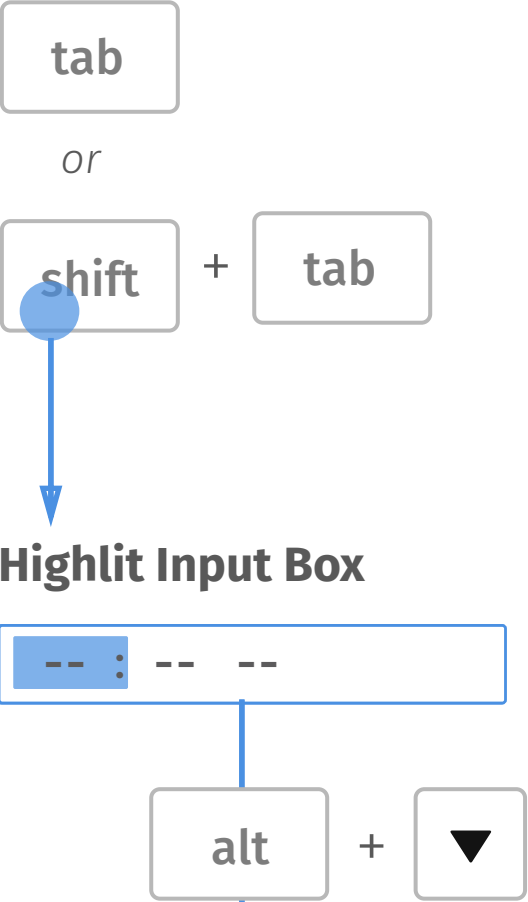 tab
or
shift + tab
Highlit Input Box
-- : -- --
alt + ▼